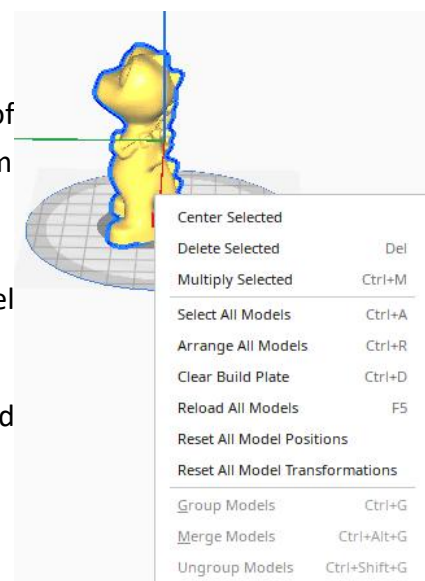 of
el
d
Center Selected
Delete Selected Del
Multiply Selected Ctrl+M
Select All Models Ctrl+A
Arrange All Models Ctrl+R
Clear Build Plate Ctrl+D
Reload All Models F5
Reset All Model Positions
Reset All Model Transformations
Group Models Ctrl+G
Merge Models Ctrl+Alt+G
Ungroup Models Ctrl+Shift+G